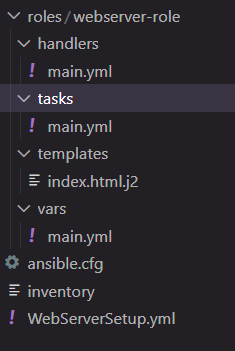 roles/webserver-role
handlers
! main.yml
tasks
! main.yml
templates
index.html.j2
vars
! main.yml
ansible.cfg
inventory
! WebServerSetup.yml